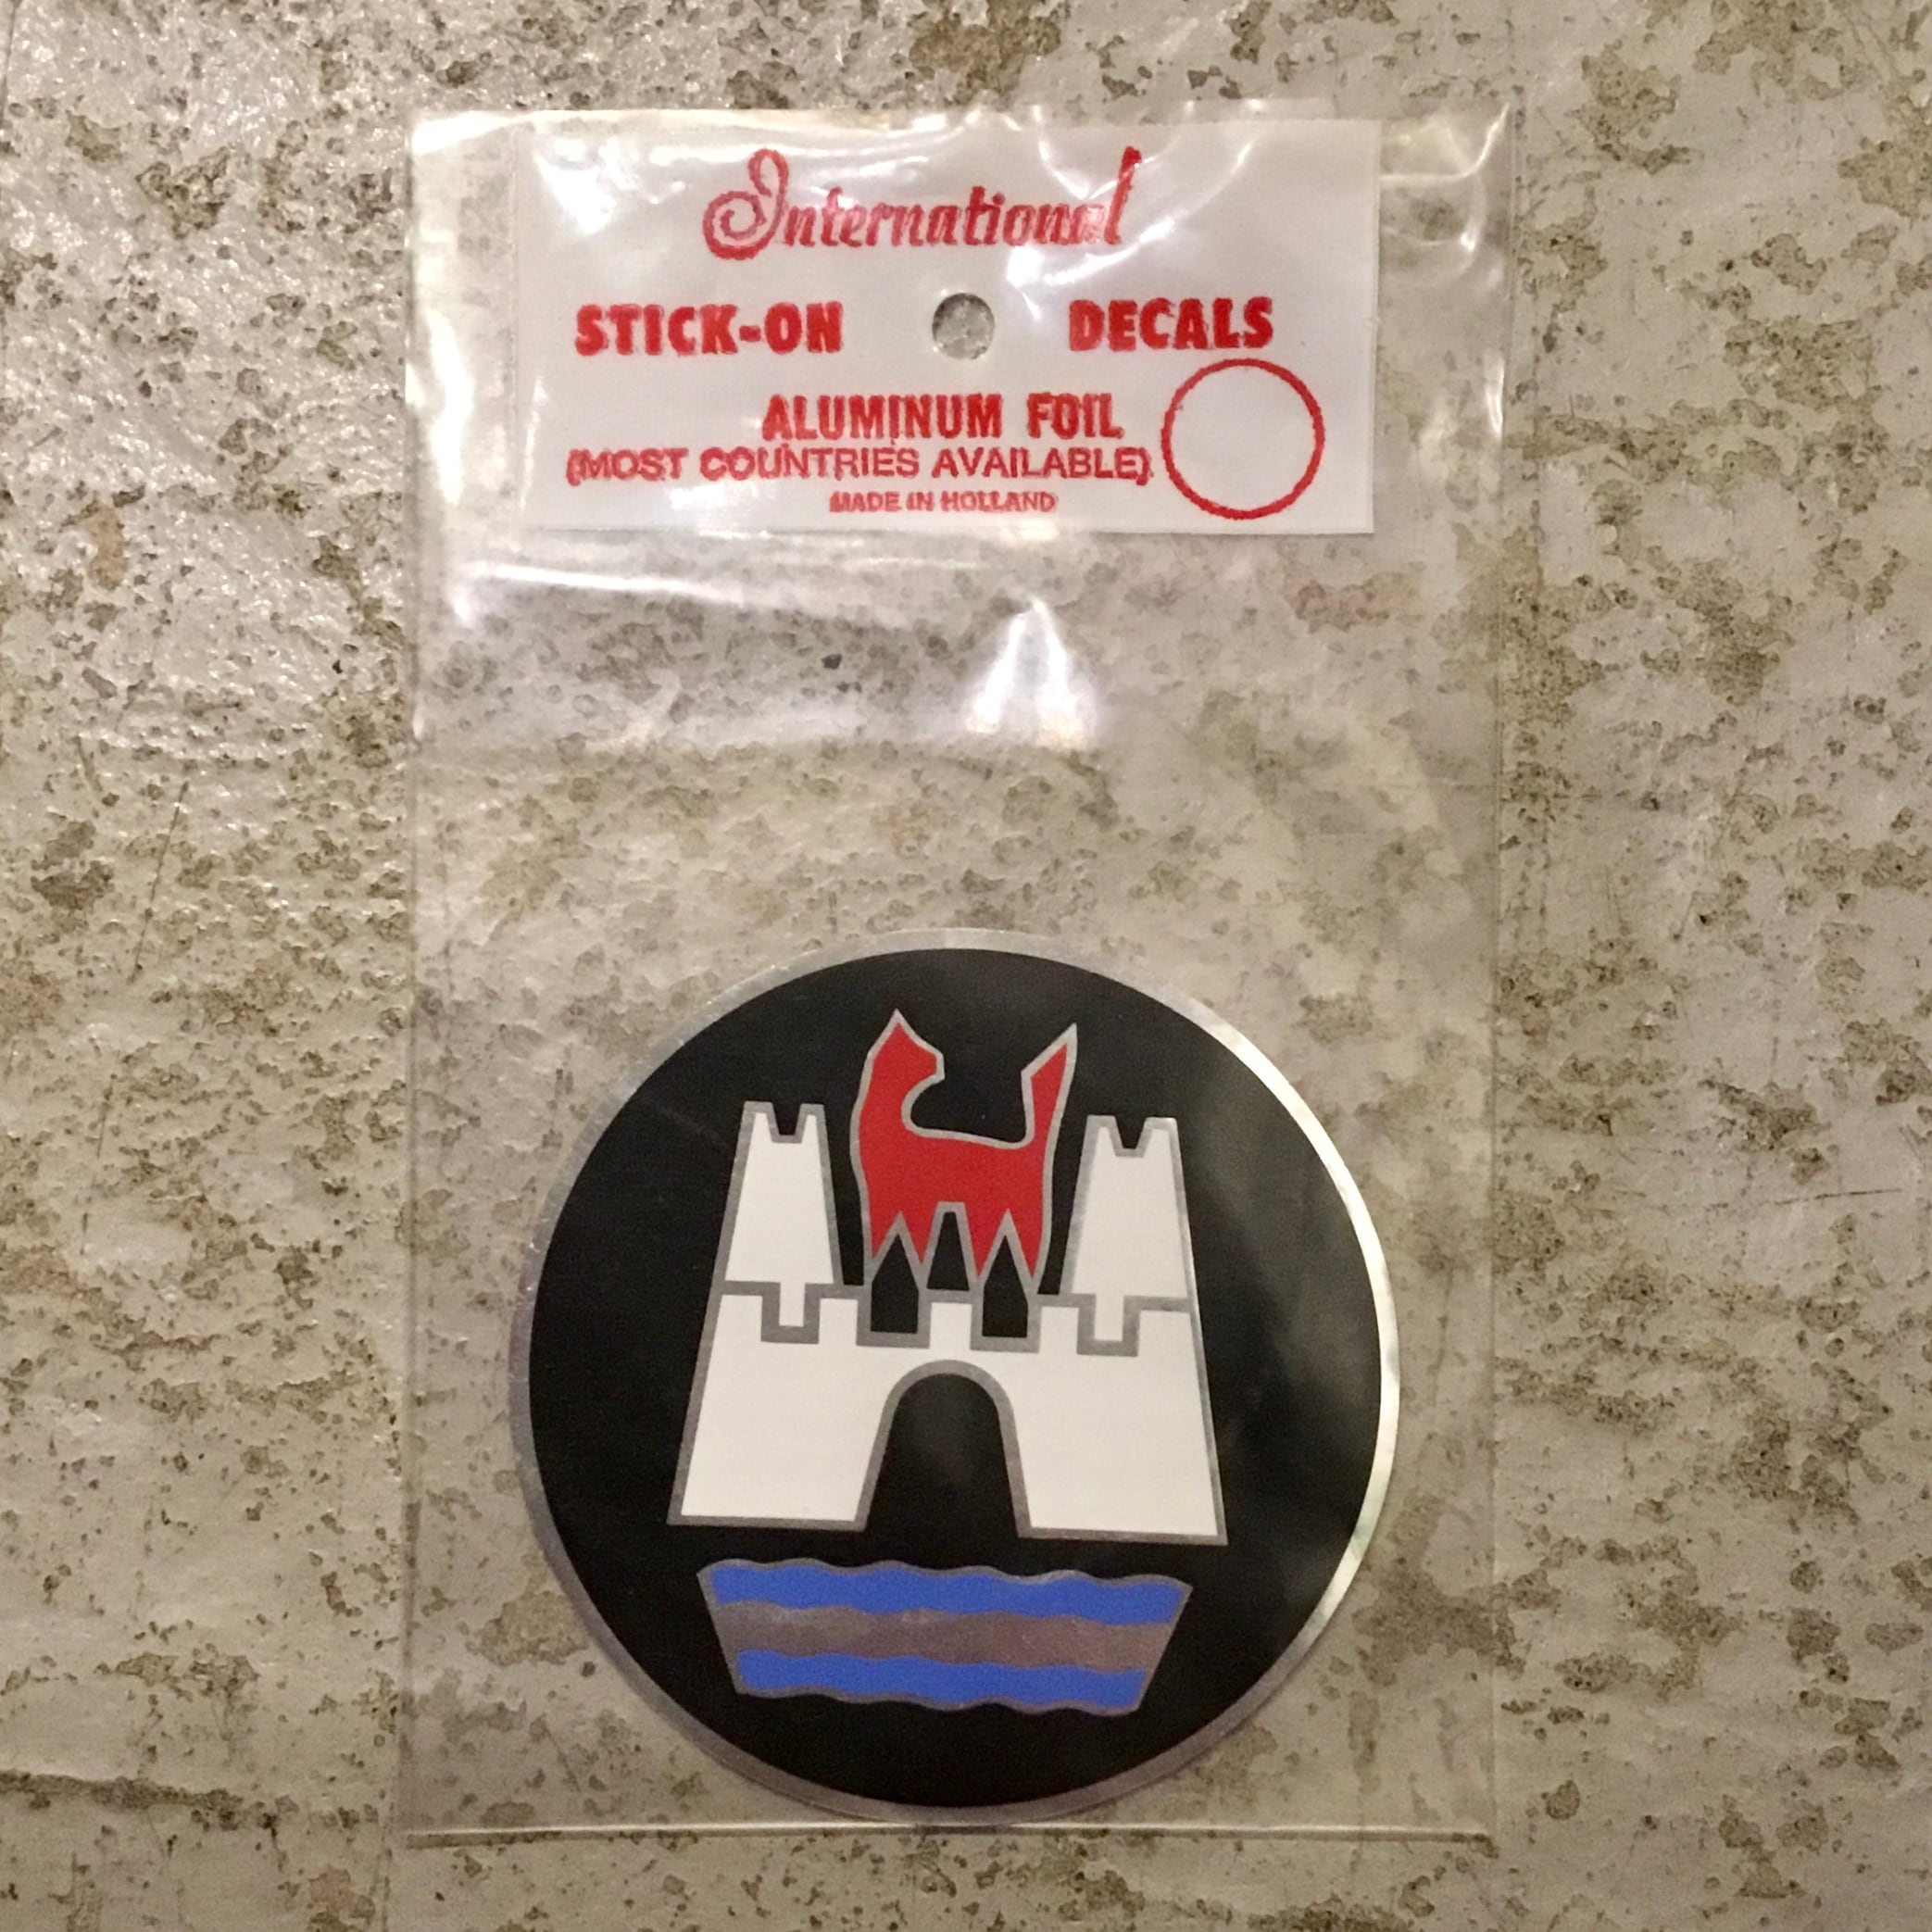 International
STICK-ON DECALS
ALUMINUM FOIL
(MOST COUNTRIES AVAILABLE)
MADE IN HOLLAND